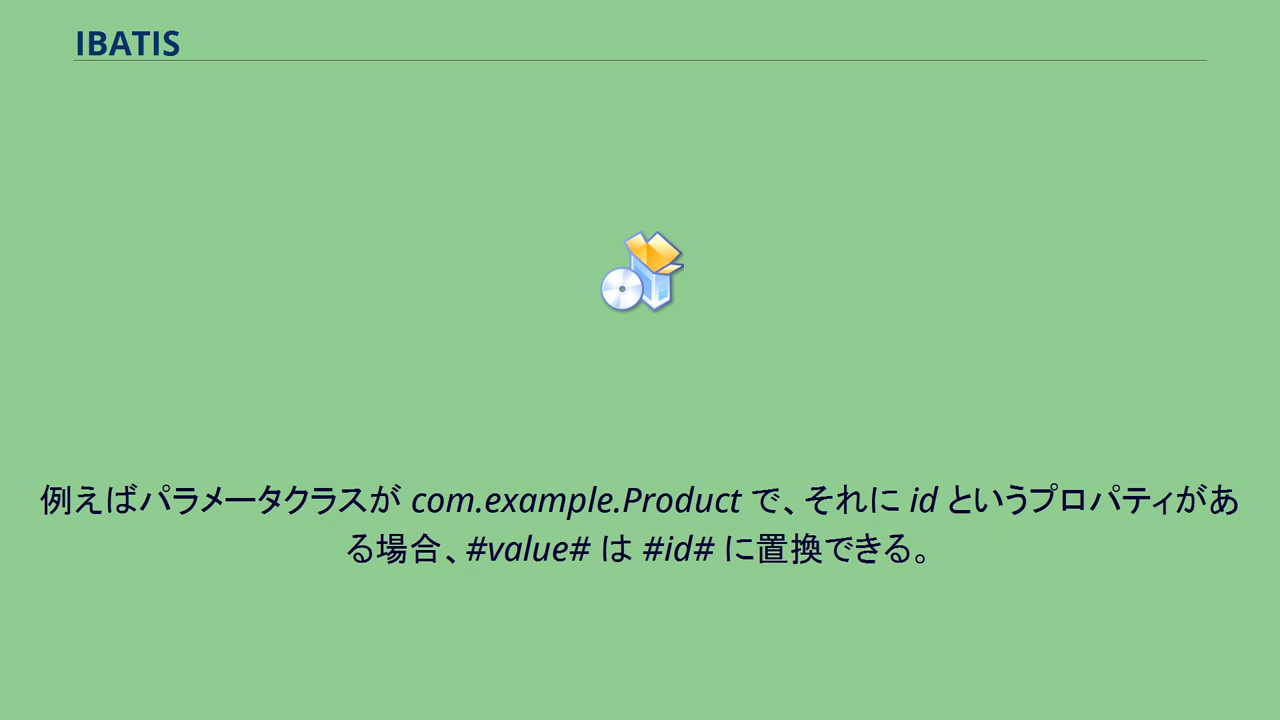 IBATIS
例えばパラメータクラスが com.example.Product で、それに id というプロパティがあ
る場合、#value# は #id# に置換できる。